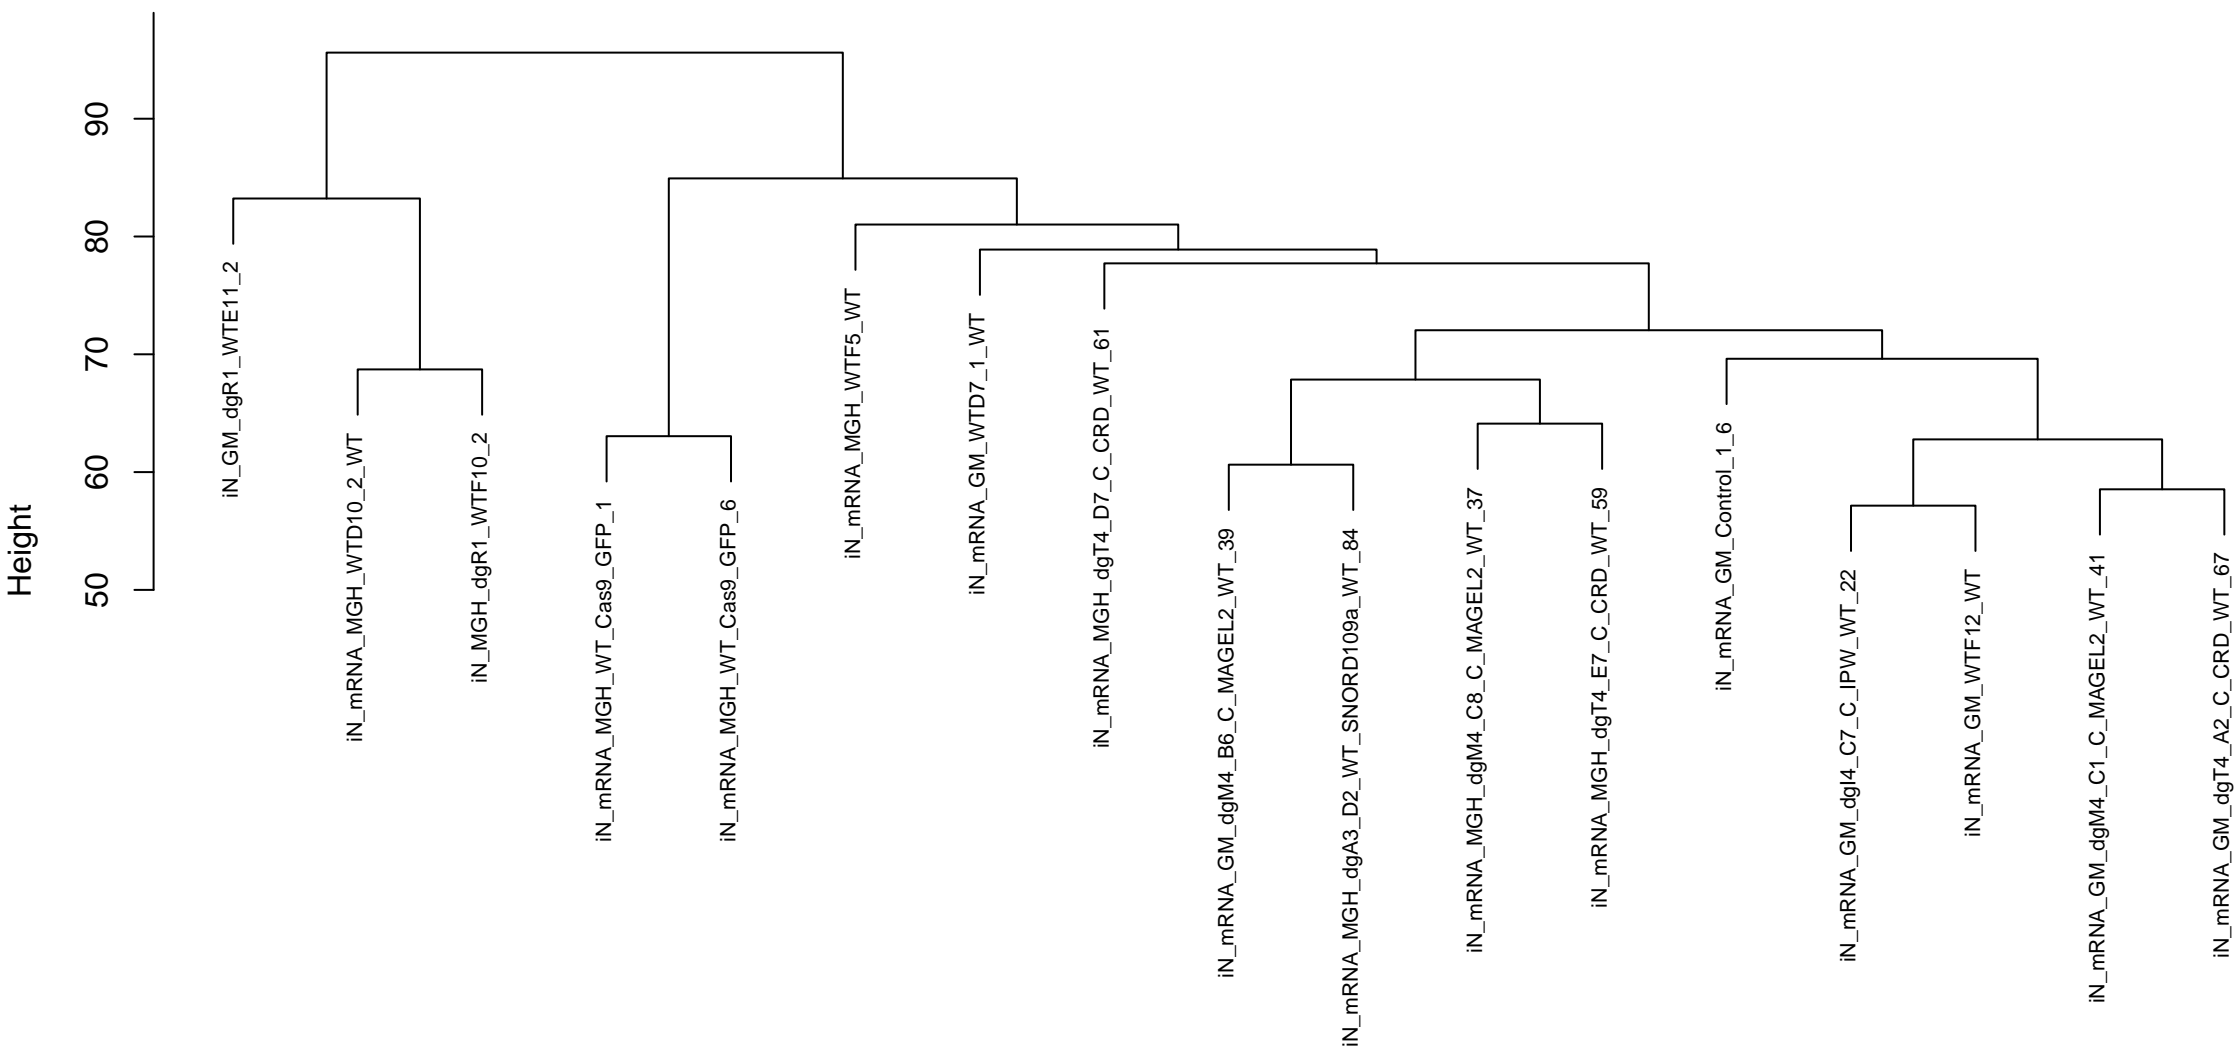 Height
90
80
70
60
50
iN_GM_dgR1_WTE11_2
iN_mRNA_MGH_WTD10_2_WT
iN_MGH_dgR1_WTF10_2
iN_mRNA_MGH_WT_Cas9_GFP_1
iN_mRNA_MGH_WT_Cas9_GFP_6
iN_mRNA_MGH_WTF5_WT
iN_mRNA_GM_WTD7_1_WT
iN_mRNA_MGH_dgT4_D7_C_CRD_WT_61
iN_mRNA_GM_dgM4_B6_C_MAGEL2_WT_39
iN_mRNA_MGH_dgA3_D2_WT_SNORD109a_WT_84
iN_mRNA_MGH_dgM4_C8_C_MAGEL2_WT_37
iN_mRNA_MGH_dgT4_E7_C_CRD_WT_59
iN_mRNA_GM_Control_1_6
iN_mRNA_GM_dgI4_C7_C_IPW_WT_22
iN_mRNA_GM_WTF12_WT
iN_mRNA_GM_dgM4_C1_C_MAGEL2_WT_41
iN_mRNA_GM_dgT4_A2_C_CRD_WT_67